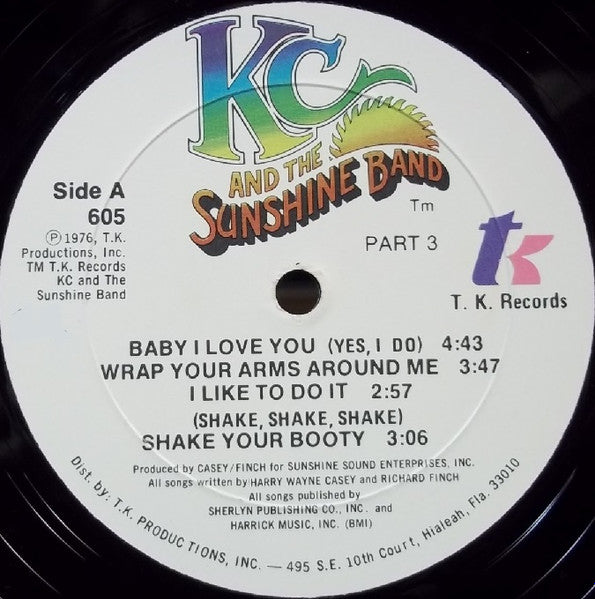 KC
AND THE
SUNSHINE BAND
Tm
Side A
605
Ⓟ1976, T.K.
Productions, Inc.
TM T.K. Records
KC and The
Sunshine Band
PART 3
tk
T. K. Records
BABY I LOVE YOU (YES, I DO) 4:43
WRAP YOUR ARMS AROUND ME 3:47
I LIKE TO DO IT 2:57
(SHAKE, SHAKE, SHAKE)
SHAKE YOUR BOOTY 3:06
Produced by CASEY/FINCH for SUNSHINE SOUND ENTERPRISES, INC.
All songs written by HARRY WAYNE CASEY and RICHARD FINCH
All songs published by
SHERLYN PUBLISHING CO., INC. and
HARRICK MUSIC, INC. (BMI)
Dist. by: T.K. PRODUCTIONS, INC. — 495 S.E. 10th Court, Hialeah, Fla. 33010